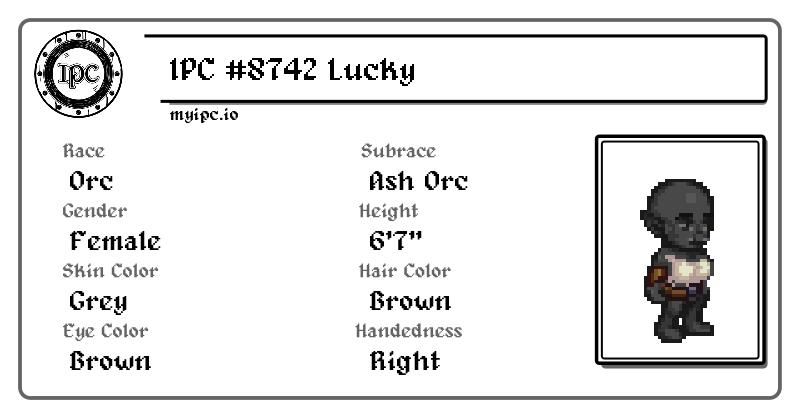 IPC
IPC #8742 Lucky
myipc.io
Race
Subrace
Orc
Ash Orc
Gender
Height
Female
6'7"
Skin Color
Hair Color
Grey
Brown
Eye Color
Handedness
Brown
Right